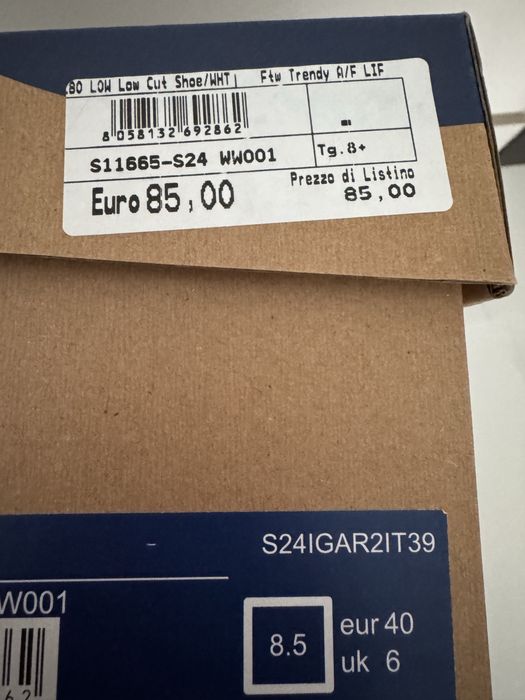 80 LOW Low Cut Shoe/WHT| Ftw Trendy A/F LIF
8 058132 692862
S11665-S24 WW001 Tg.8+
Euro 85,00
Prezzo di Listino
85,00
S24IGAR2IT39
W001
8.5
eur 40
uk 6
62